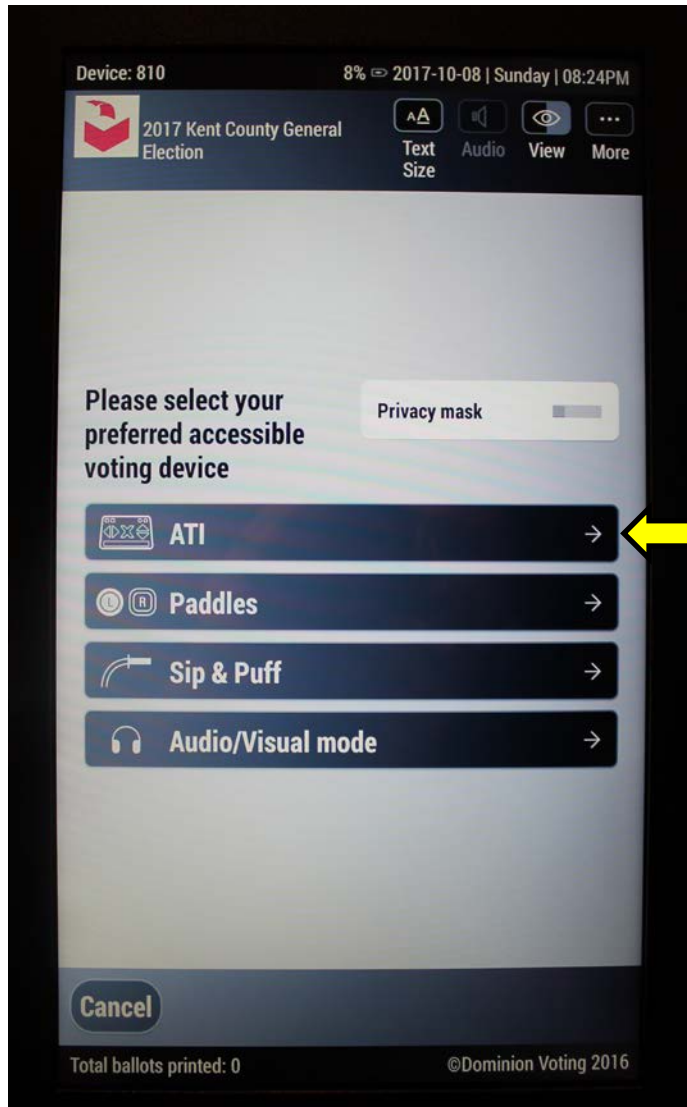 Device: 810
8% 2017-10-08 | Sunday | 08:24PM
2017 Kent County General
Election
AA
Text
Size
Audio
View
More
Please select your
preferred accessible
voting device
Privacy mask
ATI
L R Paddles
Sip & Puff
Audio/Visual mode
Cancel
Total ballots printed: 0
©Dominion Voting 2016